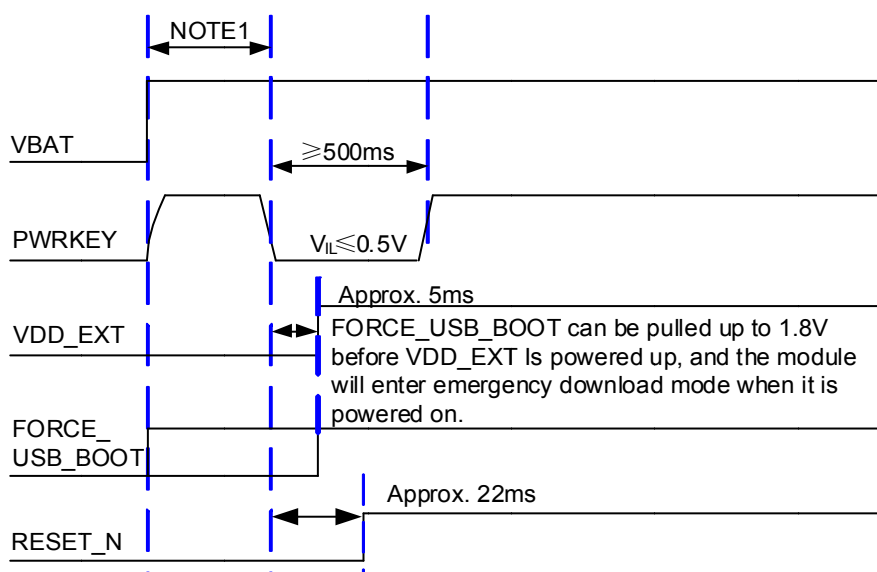 NOTE1
VBAT
≥500ms
PWRKEY
VIL≤0.5V
Approx. 5ms
VDD_EXT
FORCE_USB_BOOT can be pulled up to 1.8V
before VDD_EXT Is powered up, and the module
will enter emergency download mode when it is
powered on.
FORCE_
USB_BOOT
Approx. 22ms
RESET_N